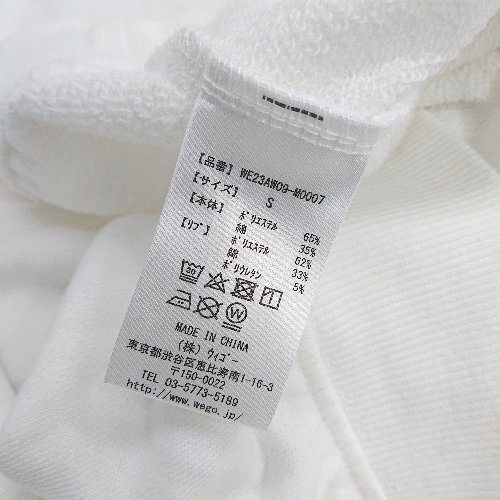 【品番】 WE23AW09-M0007
【サイズ】 S
【本体】 ポリエステル 65%
綿 35%
【リブ】 ポリエステル 62%
綿 33%
ポリウレタン 5%
30
W
MADE IN CHINA
(株) ウィゴー
東京都渋谷区恵比寿南1-16-3
〒150-0022
TEL 03-5773-5189
http://www.wego.jp/